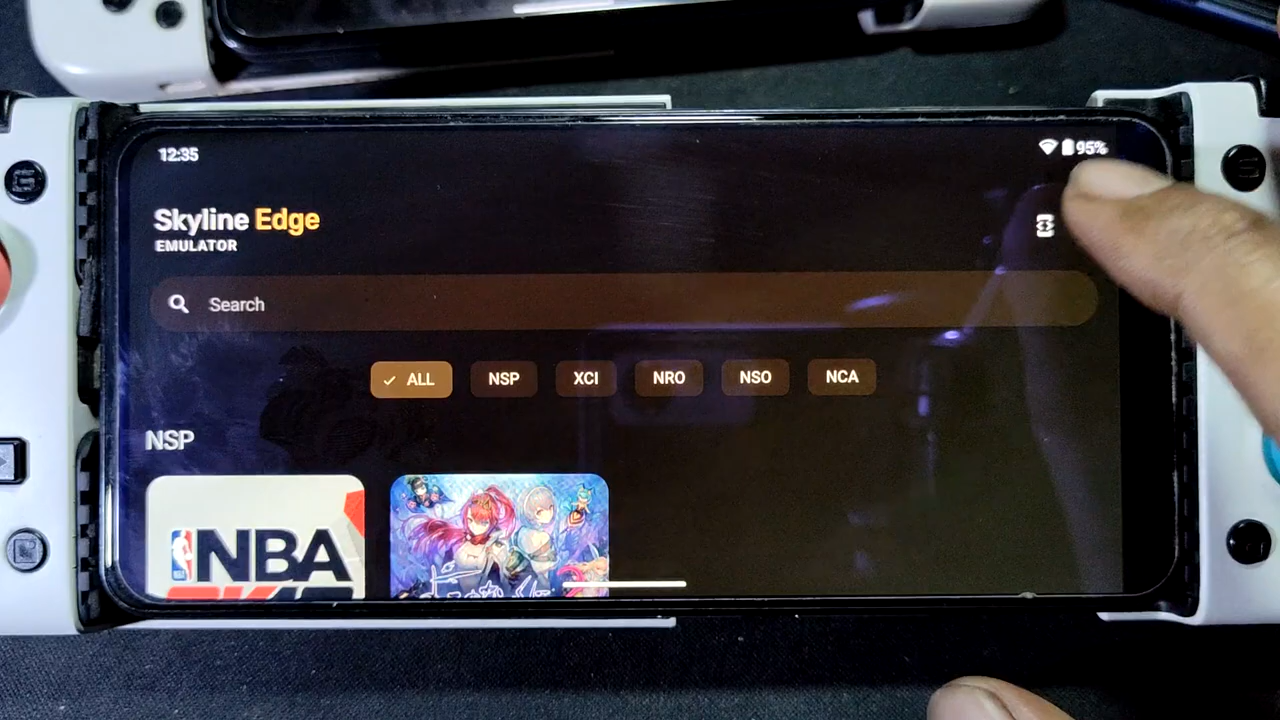 12:35
95%
Skyline Edge
EMULATOR
Search
ALL
NSP
XCI
NRO
NSO
NCA
NSP
NBA